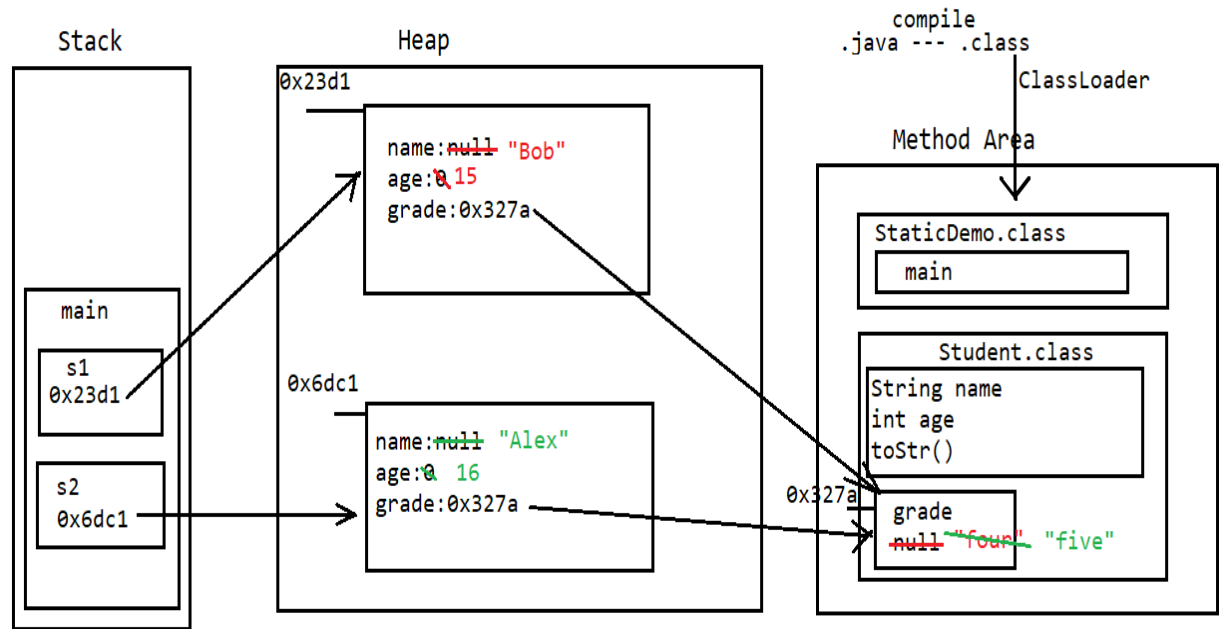 Stack
main
s1
0x23d1
s2
0x6dc1
Heap
0x23d1
name:null "Bob"
age:0 15
grade:0x327a
0x6dc1
name:null "Alex"
age:0 16
grade:0x327a
compile
.java --- .class
ClassLoader
Method Area
StaticDemo.class
main
Student.class
String name
int age
toStr()
0x327a
grade
null "four" "five"